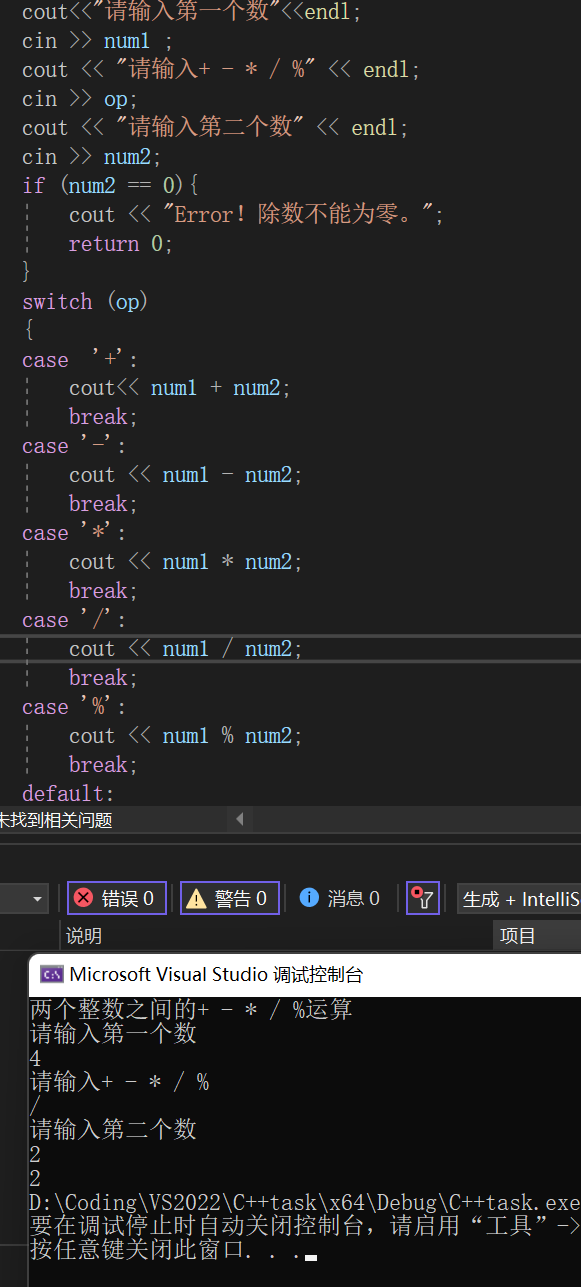 cout<<"请输入第一个数"<<endl;
cin >> num1 ;
cout << "请输入+ - * / %" << endl;
cin >> op;
cout << "请输入第二个数" << endl;
cin >> num2;
if (num2 == 0){
cout << "Error! 除数不能为零。";
return 0;
}
switch (op)
{
case '+':
cout<< num1 + num2;
break;
case '-':
cout << num1 - num2;
break;
case '*':
cout << num1 * num2;
break;
case '/':
cout << num1 / num2;
break;
case '%':
cout << num1 % num2;
break;
default:
未找到相关问题
错误 0 警告 0 消息 0 生成 + IntelliS
说明 项目
Microsoft Visual Studio 调试控制台
两个整数之间的+ - * / %运算
请输入第一个数
4
请输入+ - * / %
/
请输入第二个数
2
2
D:\Coding\VS2022\C++task\x64\Debug\C++task.exe
要在调试停止时自动关闭控制台，请启用“工具”->
按任意键关闭此窗口. . .